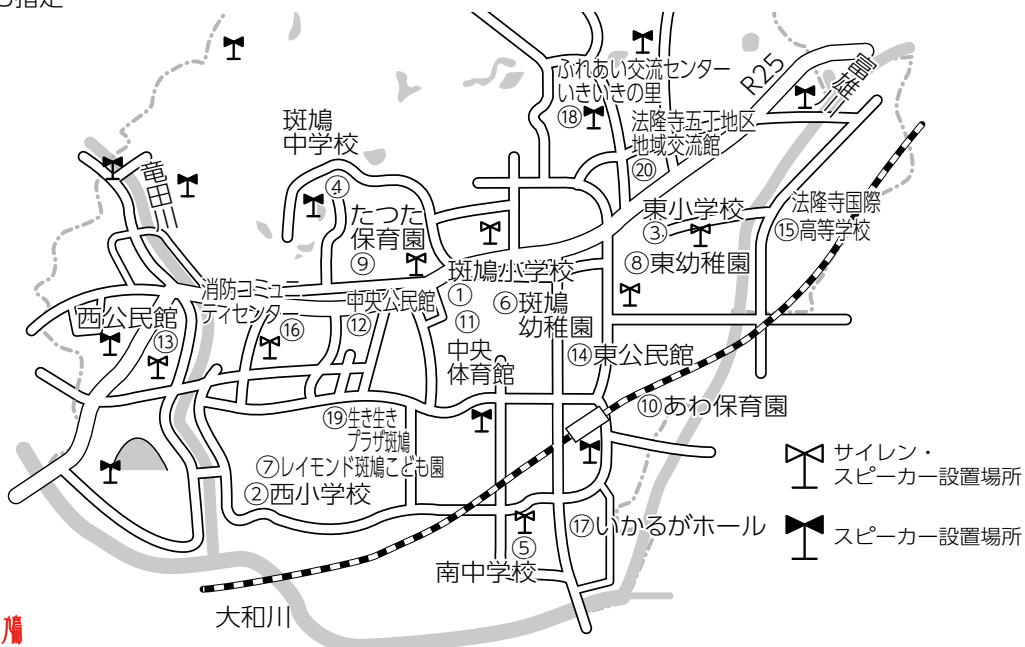 ふれあい交流センター
いきいきの里
⑱
R25
富雄川
法隆寺五丁地区
地域交流館
⑳
斑鳩
中学校
④
竜田川
たつた
保育園
⑨
東小学校
③
法隆寺国際
⑮高等学校
⑧東幼稚園
斑鳩小学校
①
⑪
⑥斑鳩
幼稚園
消防コミュニ
ティセンター
⑯
中央公民館
⑫
西公民館
⑬
中央
体育館
⑭東公民館
⑩あわ保育園
⑲生き生き
プラザ斑鳩
⑦レイモンド斑鳩こども園
②西小学校
⑰いかるがホール
⑤
南中学校
大和川
サイレン・
スピーカー設置場所
スピーカー設置場所